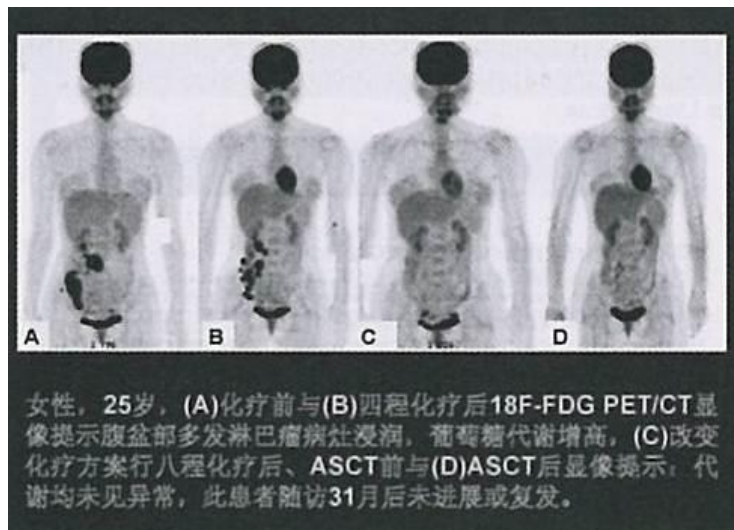 A B C D
女性，25岁，(A)化疗前与(B)四程化疗后18F-FDG PET/CT显
像提示腹盆部多发淋巴瘤病灶浸润，葡萄糖代谢增高，(C)改变
化疗方案行八程化疗后、ASCT前与(D)ASCT后显像提示：代
谢均未见异常，此患者随访31月后未进展或复发。